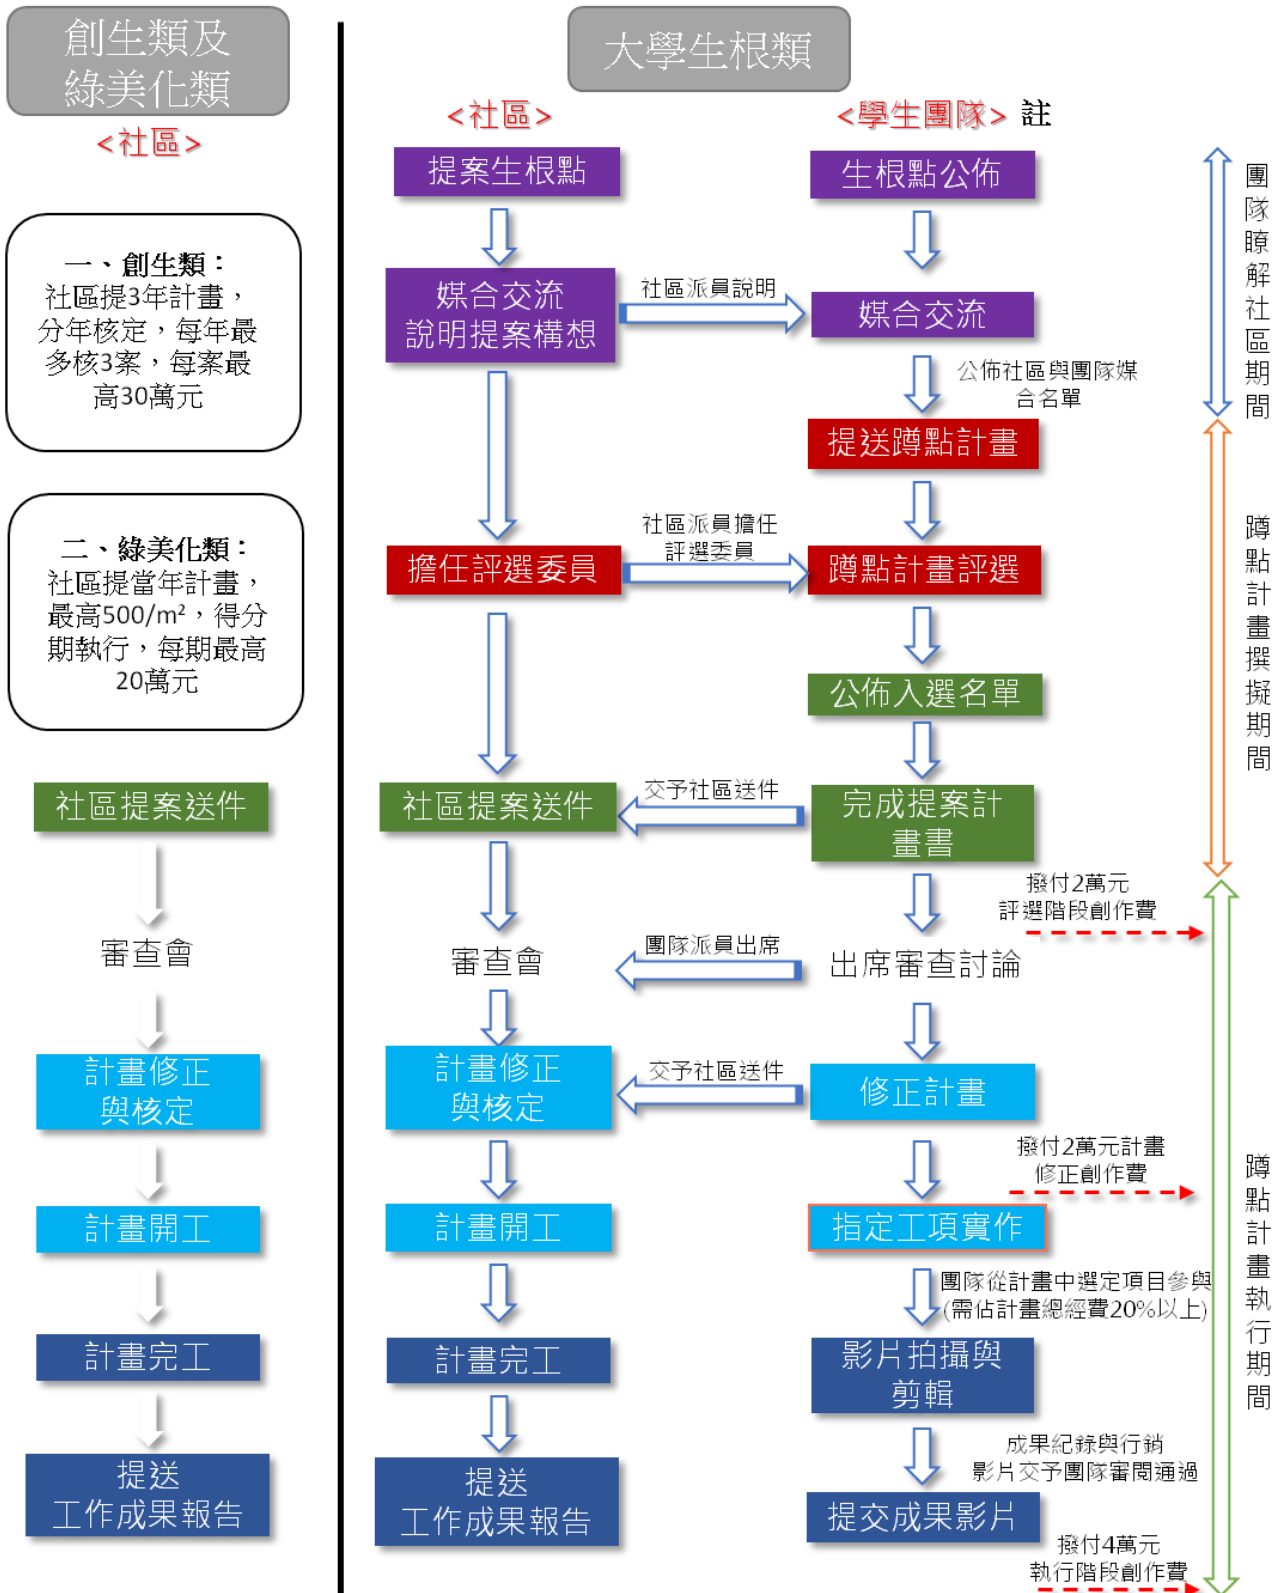 創生類及
綠美化類
<社區>
一、創生類：
社區提3年計畫，
分年核定，每年最
多核3案，每案最
高30萬元
二、綠美化類：
社區提當年計畫，
最高500/m²，得分
期執行，每期最高
20萬元
社區提案送件
審查會
計畫修正
與核定
計畫開工
計畫完工
提送
工作成果報告
大學生根類
<社區>
<學生團隊> 註
提案生根點
生根點公佈
媒合交流
說明提案構想
社區派員說明
媒合交流
公佈社區與團隊媒
合名單
提送蹲點計畫
擔任評選委員
社區派員擔任
評選委員
蹲點計畫評選
公佈入選名單
社區提案送件
交予社區送件
完成提案計
畫書
撥付2萬元
評選階段創作費
審查會
團隊派員出席
出席審查討論
計畫修正
與核定
交予社區送件
修正計畫
撥付2萬元計畫
修正創作費
計畫開工
指定工項實作
團隊從計畫中選定項目參與
(需佔計畫總經費20%以上)
計畫完工
影片拍攝與
剪輯
成果紀錄與行銷
影片交予團隊審閱通過
提送
工作成果報告
提交成果影片
撥付4萬元
執行階段創作費
團隊瞭解社區期間
蹲點計畫撰擬期間
蹲點計畫執行期間